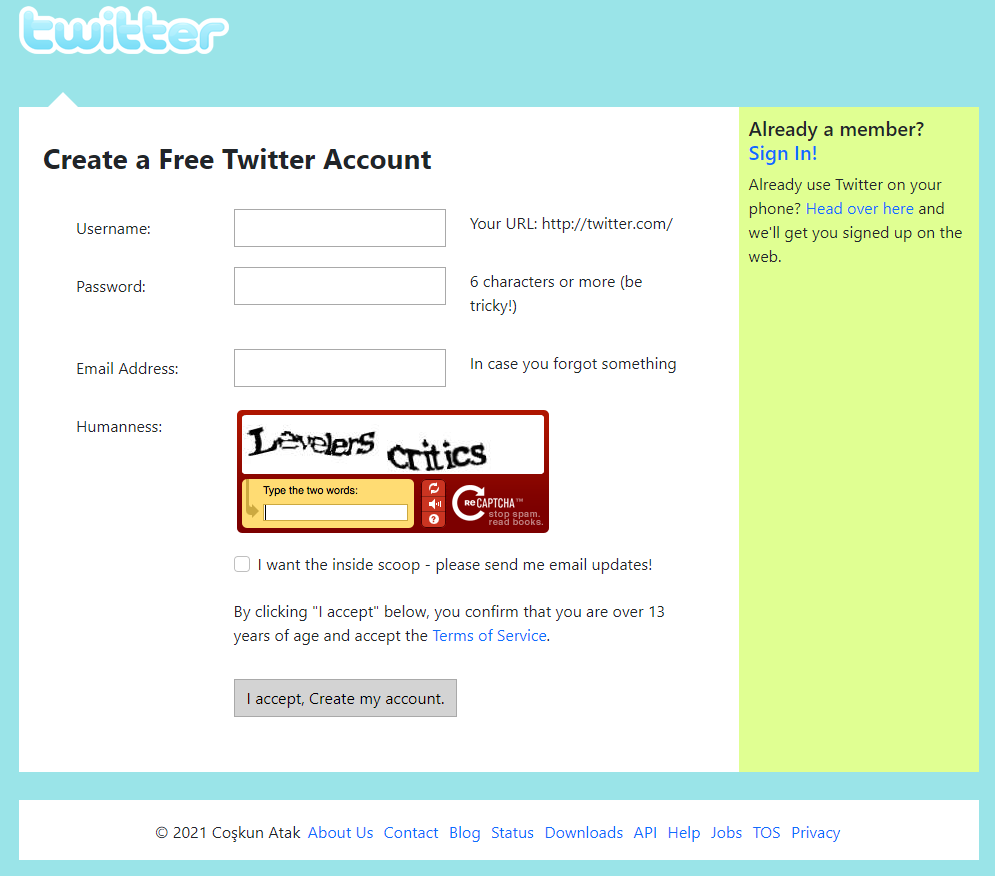 twitter
Create a Free Twitter Account
Username:
Your URL: http://twitter.com/
Password:
6 characters or more (be
tricky!)
Email Address:
In case you forgot something
Humanness:
Levelers critics
Type the two words:
reCAPTCHA™
stop spam.
read books.
I want the inside scoop - please send me email updates!
By clicking "I accept" below, you confirm that you are over 13
years of age and accept the Terms of Service.
I accept, Create my account.
Already a member?
Sign In!
Already use Twitter on your
phone? Head over here and
we'll get you signed up on the
web.
© 2021 Coşkun Atak About Us Contact Blog Status Downloads API Help Jobs TOS Privacy